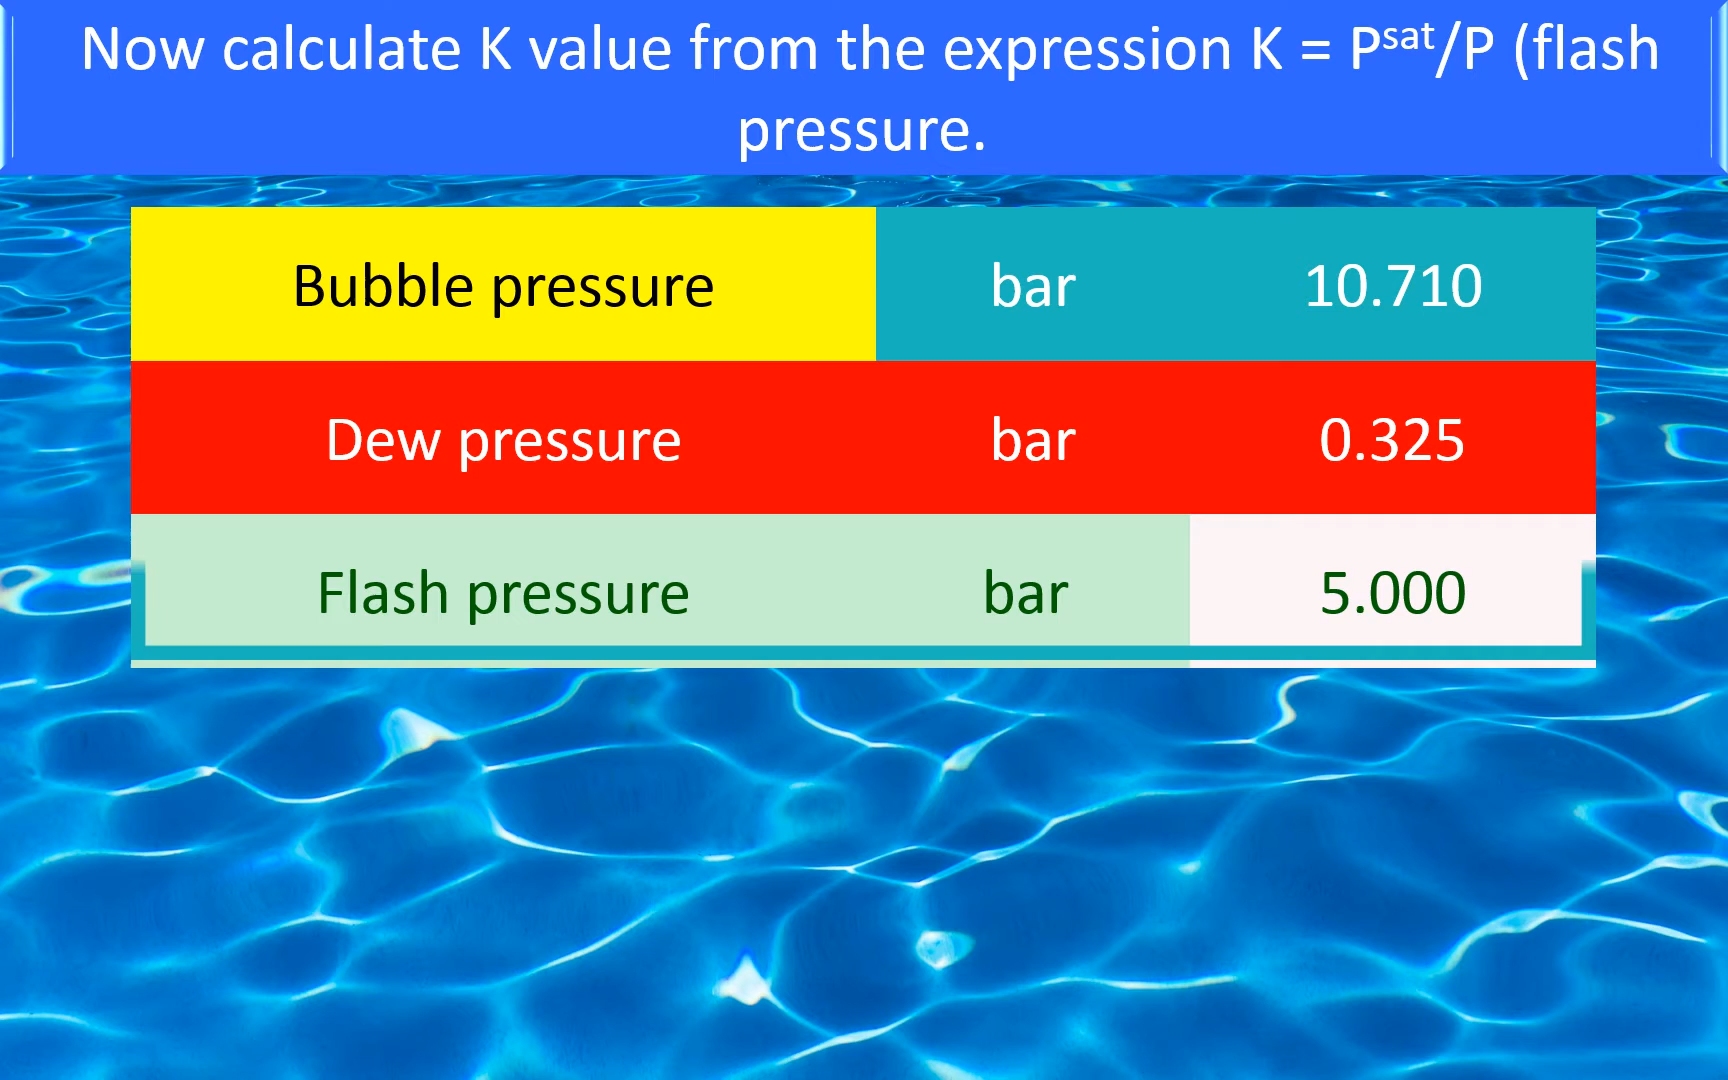 Now calculate K value from the expression K = Pˢᵃᵗ/P (flash
pressure.
Bubble pressure bar 10.710
Dew pressure bar 0.325
Flash pressure bar 5.000